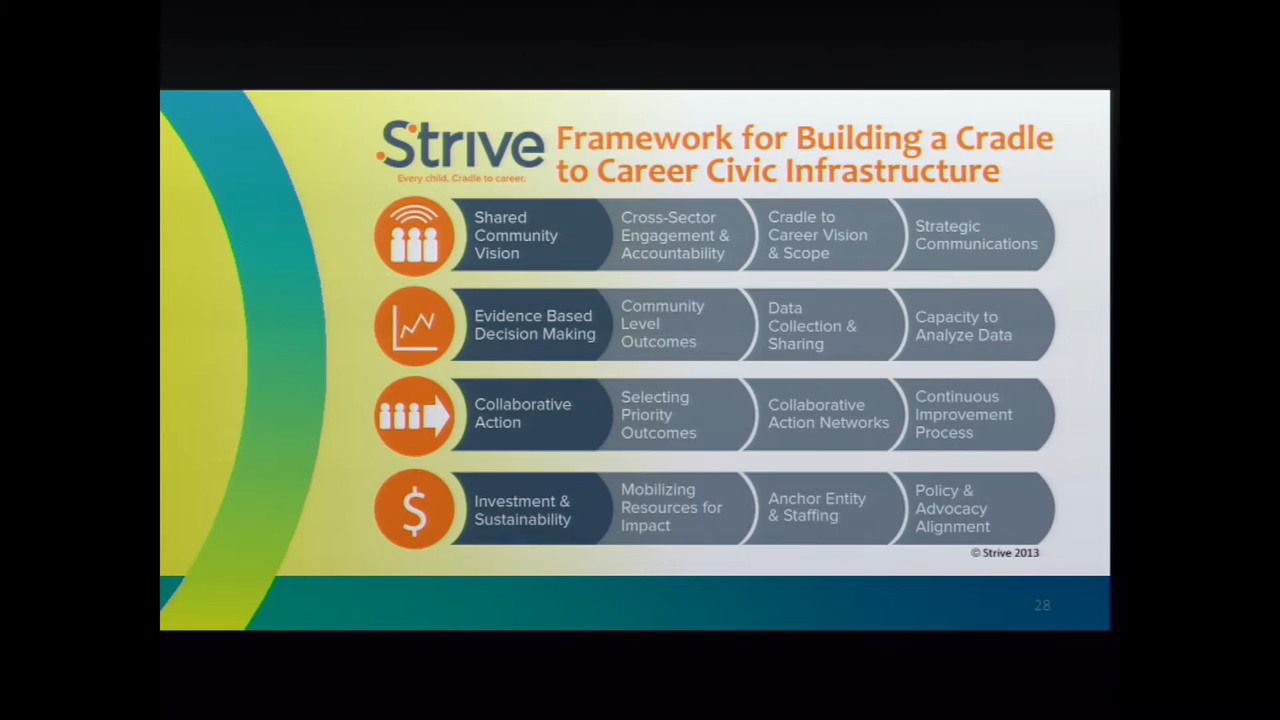 Strive
Every child. Cradle to career.
Framework for Building a Cradle
to Career Civic Infrastructure
Shared
Community
Vision
Cross-Sector
Engagement &
Accountability
Cradle to
Career Vision
& Scope
Strategic
Communications
Evidence Based
Decision Making
Community
Level
Outcomes
Data
Collection &
Sharing
Capacity to
Analyze Data
Collaborative
Action
Selecting
Priority
Outcomes
Collaborative
Action Networks
Continuous
Improvement
Process
$
Investment &
Sustainability
Mobilizing
Resources for
Impact
Anchor Entity
& Staffing
Policy &
Advocacy
Alignment
© Strive 2013
28